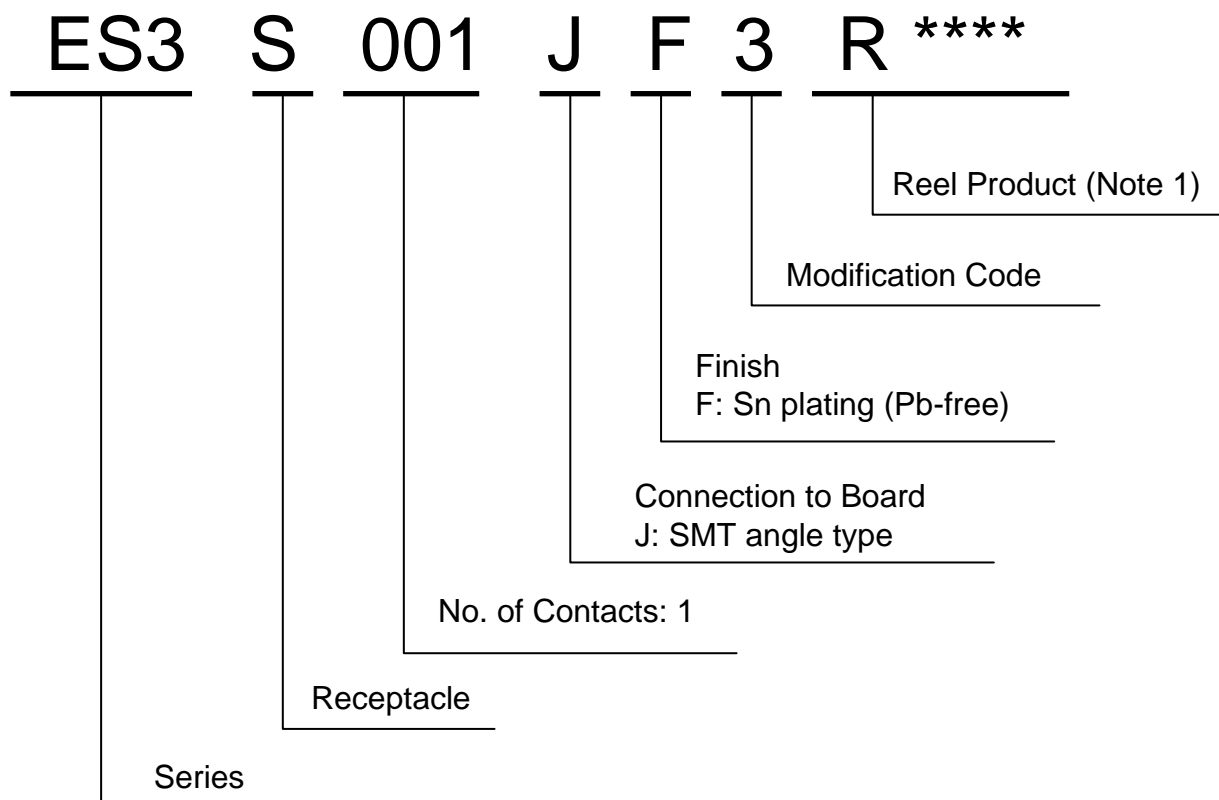 ES3 S 001 J F 3 R ****
Reel Product (Note 1)
Modification Code
Finish
F: Sn plating (Pb-free)
Connection to Board
J: SMT angle type
No. of Contacts: 1
Receptacle
Series